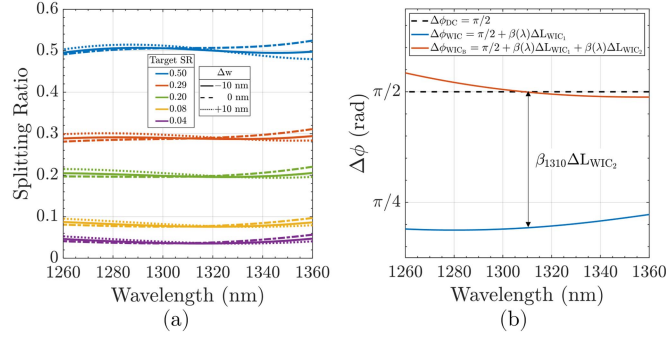 Splitting Ratio
0.6
0.5
0.4
0.3
0.2
0.1
0
Target SR
0.50
0.29
0.20
0.08
0.04
Δw
−10 nm
0 nm
+10 nm
1260 1280 1300 1320 1340 1360
Wavelength (nm)
(a)
Δϕ (rad)
π/2
π/4
Δϕ_DC = π/2
Δϕ_WIC = π/2 + β(λ)ΔL_WIC₁
Δϕ_WIC_B = π/2 + β(λ)ΔL_WIC₁ + β(λ)ΔL_WIC₂
β₁₃₁₀ΔL_WIC₂
1260 1280 1300 1320 1340 1360
Wavelength (nm)
(b)